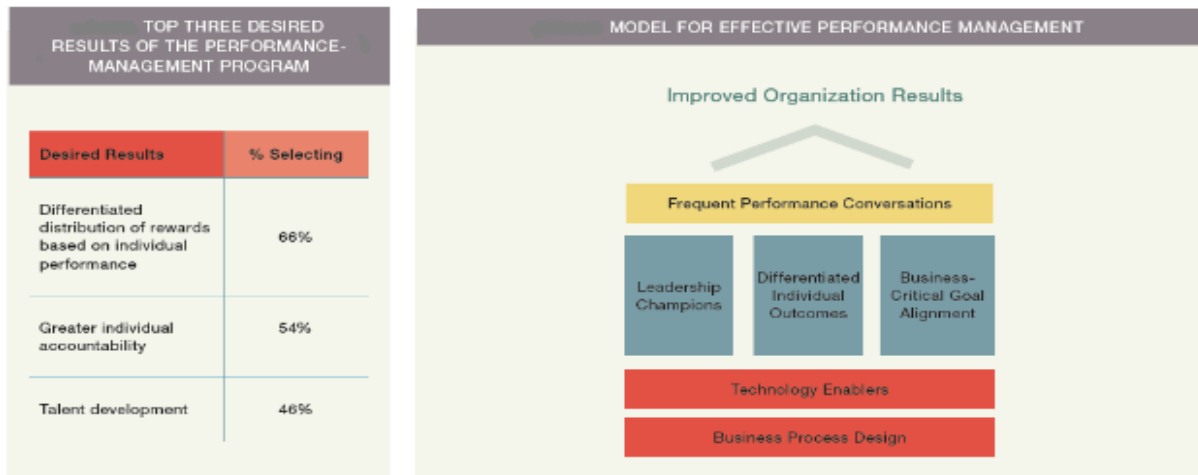 TOP THREE DESIRED
RESULTS OF THE PERFORMANCE-
MANAGEMENT PROGRAM
Desired Results
% Selecting
Differentiated
distribution of rewards
based on individual
performance
66%
Greater individual
accountability
54%
Talent development
46%
MODEL FOR EFFECTIVE PERFORMANCE MANAGEMENT
Improved Organization Results
Frequent Performance Conversations
Leadership
Champions
Differentiated
Individual
Outcomes
Business-
Critical Goal
Alignment
Technology Enablers
Business Process Design